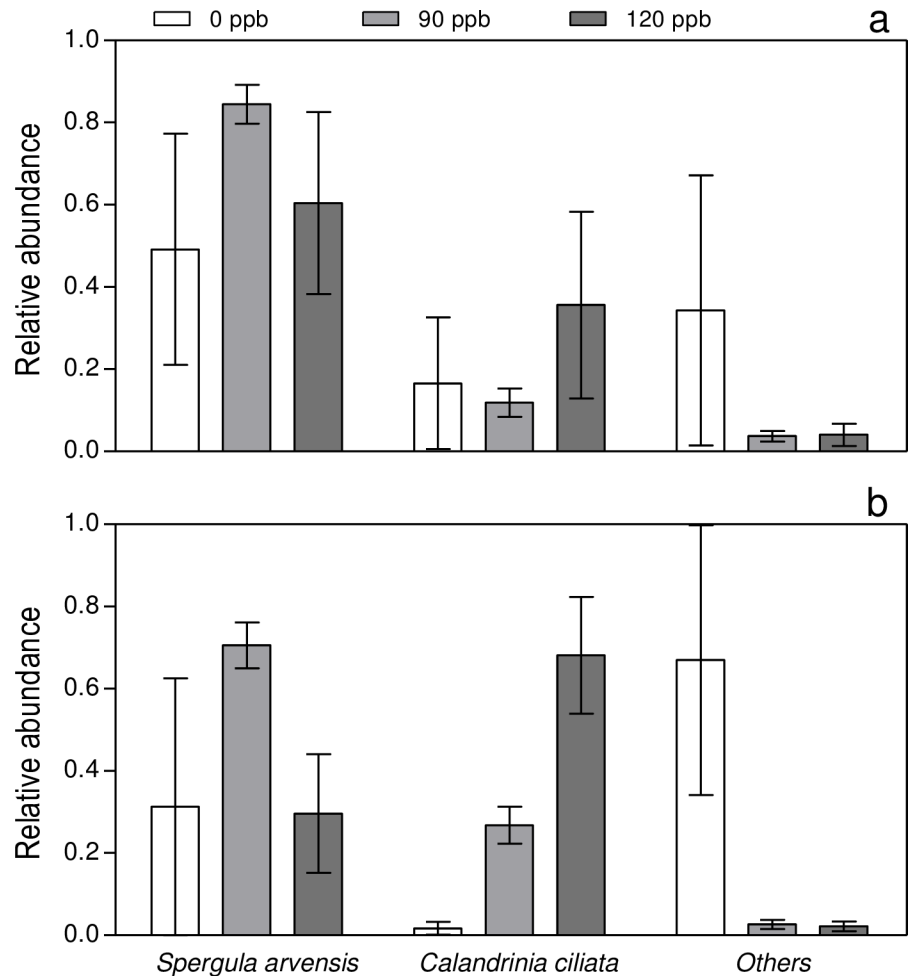 0 ppb 90 ppb 120 ppb
a
1.0
0.8
0.6
0.4
0.2
0.0
Relative abundance
b
1.0
0.8
0.6
0.4
0.2
0.0
Relative abundance
Spergula arvensis Calandrinia ciliata Others